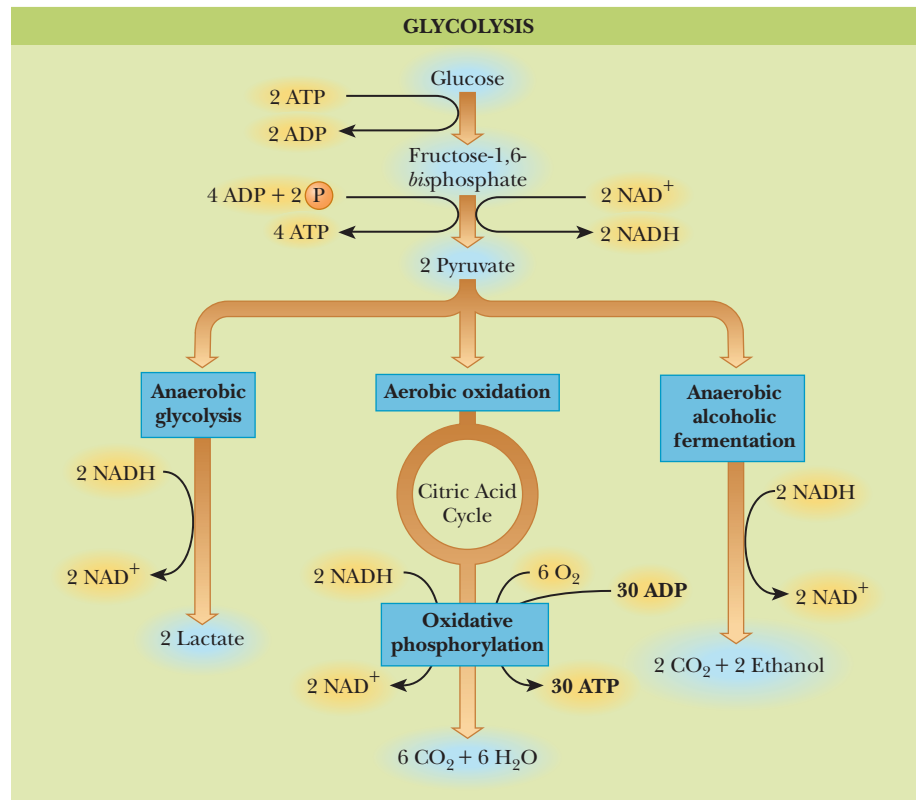 GLYCOLYSIS
Glucose
2 ATP
2 ADP
Fructose-1,6-
bisphosphate
4 ADP + 2 P
4 ATP
2 NAD⁺
2 NADH
2 Pyruvate
Anaerobic
glycolysis
Aerobic oxidation
Anaerobic
alcoholic
fermentation
2 NADH
2 NAD⁺
2 Lactate
Citric Acid
Cycle
2 NADH
6 O₂
30 ADP
Oxidative
phosphorylation
2 NAD⁺
30 ATP
6 CO₂ + 6 H₂O
2 NADH
2 NAD⁺
2 CO₂ + 2 Ethanol